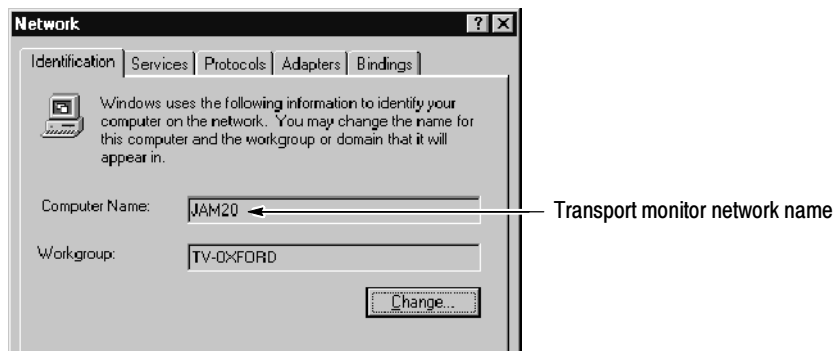 Network
Identification Services Protocols Adapters Bindings
Windows uses the following information to identify your
computer on the network. You may change the name for
this computer and the workgroup or domain that it will
appear in.
Computer Name: JAM20
Transport monitor network name
Workgroup: TV-OXFORD
Change...